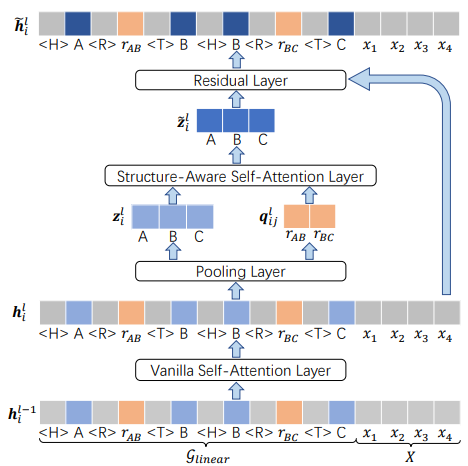 h̃_i^l
<H> A <R> r_AB <T> B <H> B <R> r_BC <T> C x_1 x_2 x_3 x_4
Residual Layer
z̃_i^l
A B C
Structure-Aware Self-Attention Layer
z_i^l q_ij^l
A B C r_AB r_BC
Pooling Layer
h_i^l
<H> A <R> r_AB <T> B <H> B <R> r_BC <T> C x_1 x_2 x_3 x_4
Vanilla Self-Attention Layer
h_i^{l-1}
<H> A <R> r_AB <T> B <H> B <R> r_BC <T> C x_1 x_2 x_3 x_4
𝒢_linear X